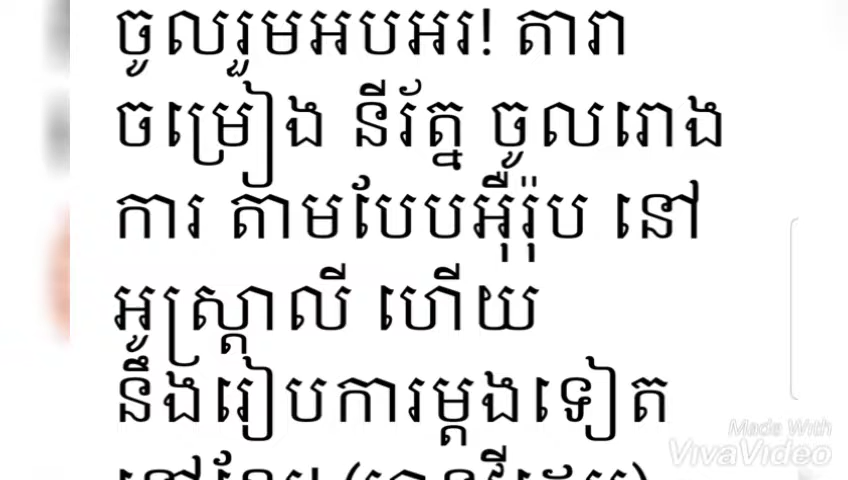 ចូលរួមអបអរ! តារា
ចម្រៀង នីរ័ត្ន ចូលរោង
ការ តាមបែបអ៊ឺរ៉ុប នៅ
អូស្ត្រាលី ហើយ
នឹងរៀបការម្តងទៀត
Made With
VivaVideo